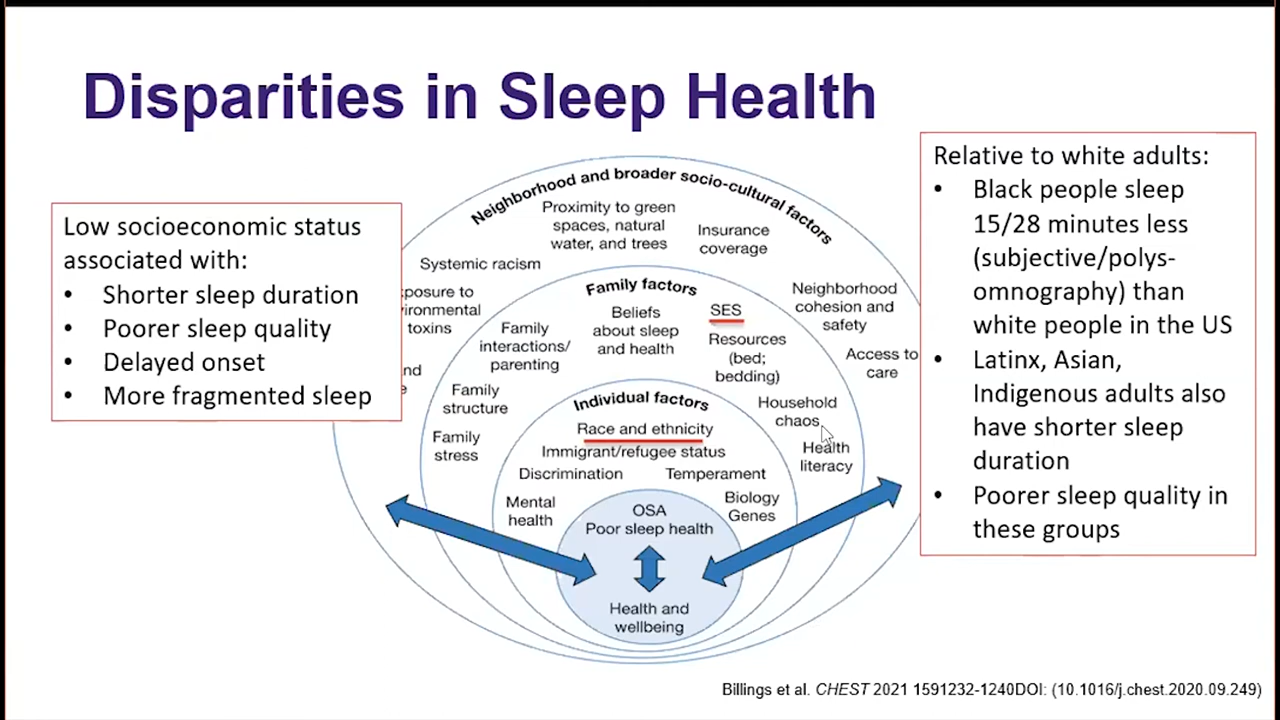 Disparities in Sleep Health
Low socioeconomic status
associated with:
• Shorter sleep duration
• Poorer sleep quality
• Delayed onset
• More fragmented sleep
Neighborhood and broader socio-cultural factors
Proximity to green
spaces, natural
water, and trees
Insurance
coverage
Systemic racism
toxins
Neighborhood
cohesion and
safety
Access to
care
Family factors
Beliefs
about sleep
and health
SES
Resources
(bed;
bedding)
Family
interactions/
parenting
Family
structure
Family
stress
Household
chaos
Health
literacy
Individual factors
Race and ethnicity
Immigrant/refugee status
Discrimination
Temperament
Mental
health
Biology
Genes
OSA
Poor sleep health
Health and
wellbeing
Relative to white adults:
• Black people sleep
15/28 minutes less
(subjective/polys-
omnography) than
white people in the US
• Latinx, Asian,
Indigenous adults also
have shorter sleep
duration
• Poorer sleep quality in
these groups
Billings et al. CHEST 2021 1591232-1240DOI: (10.1016/j.chest.2020.09.249)